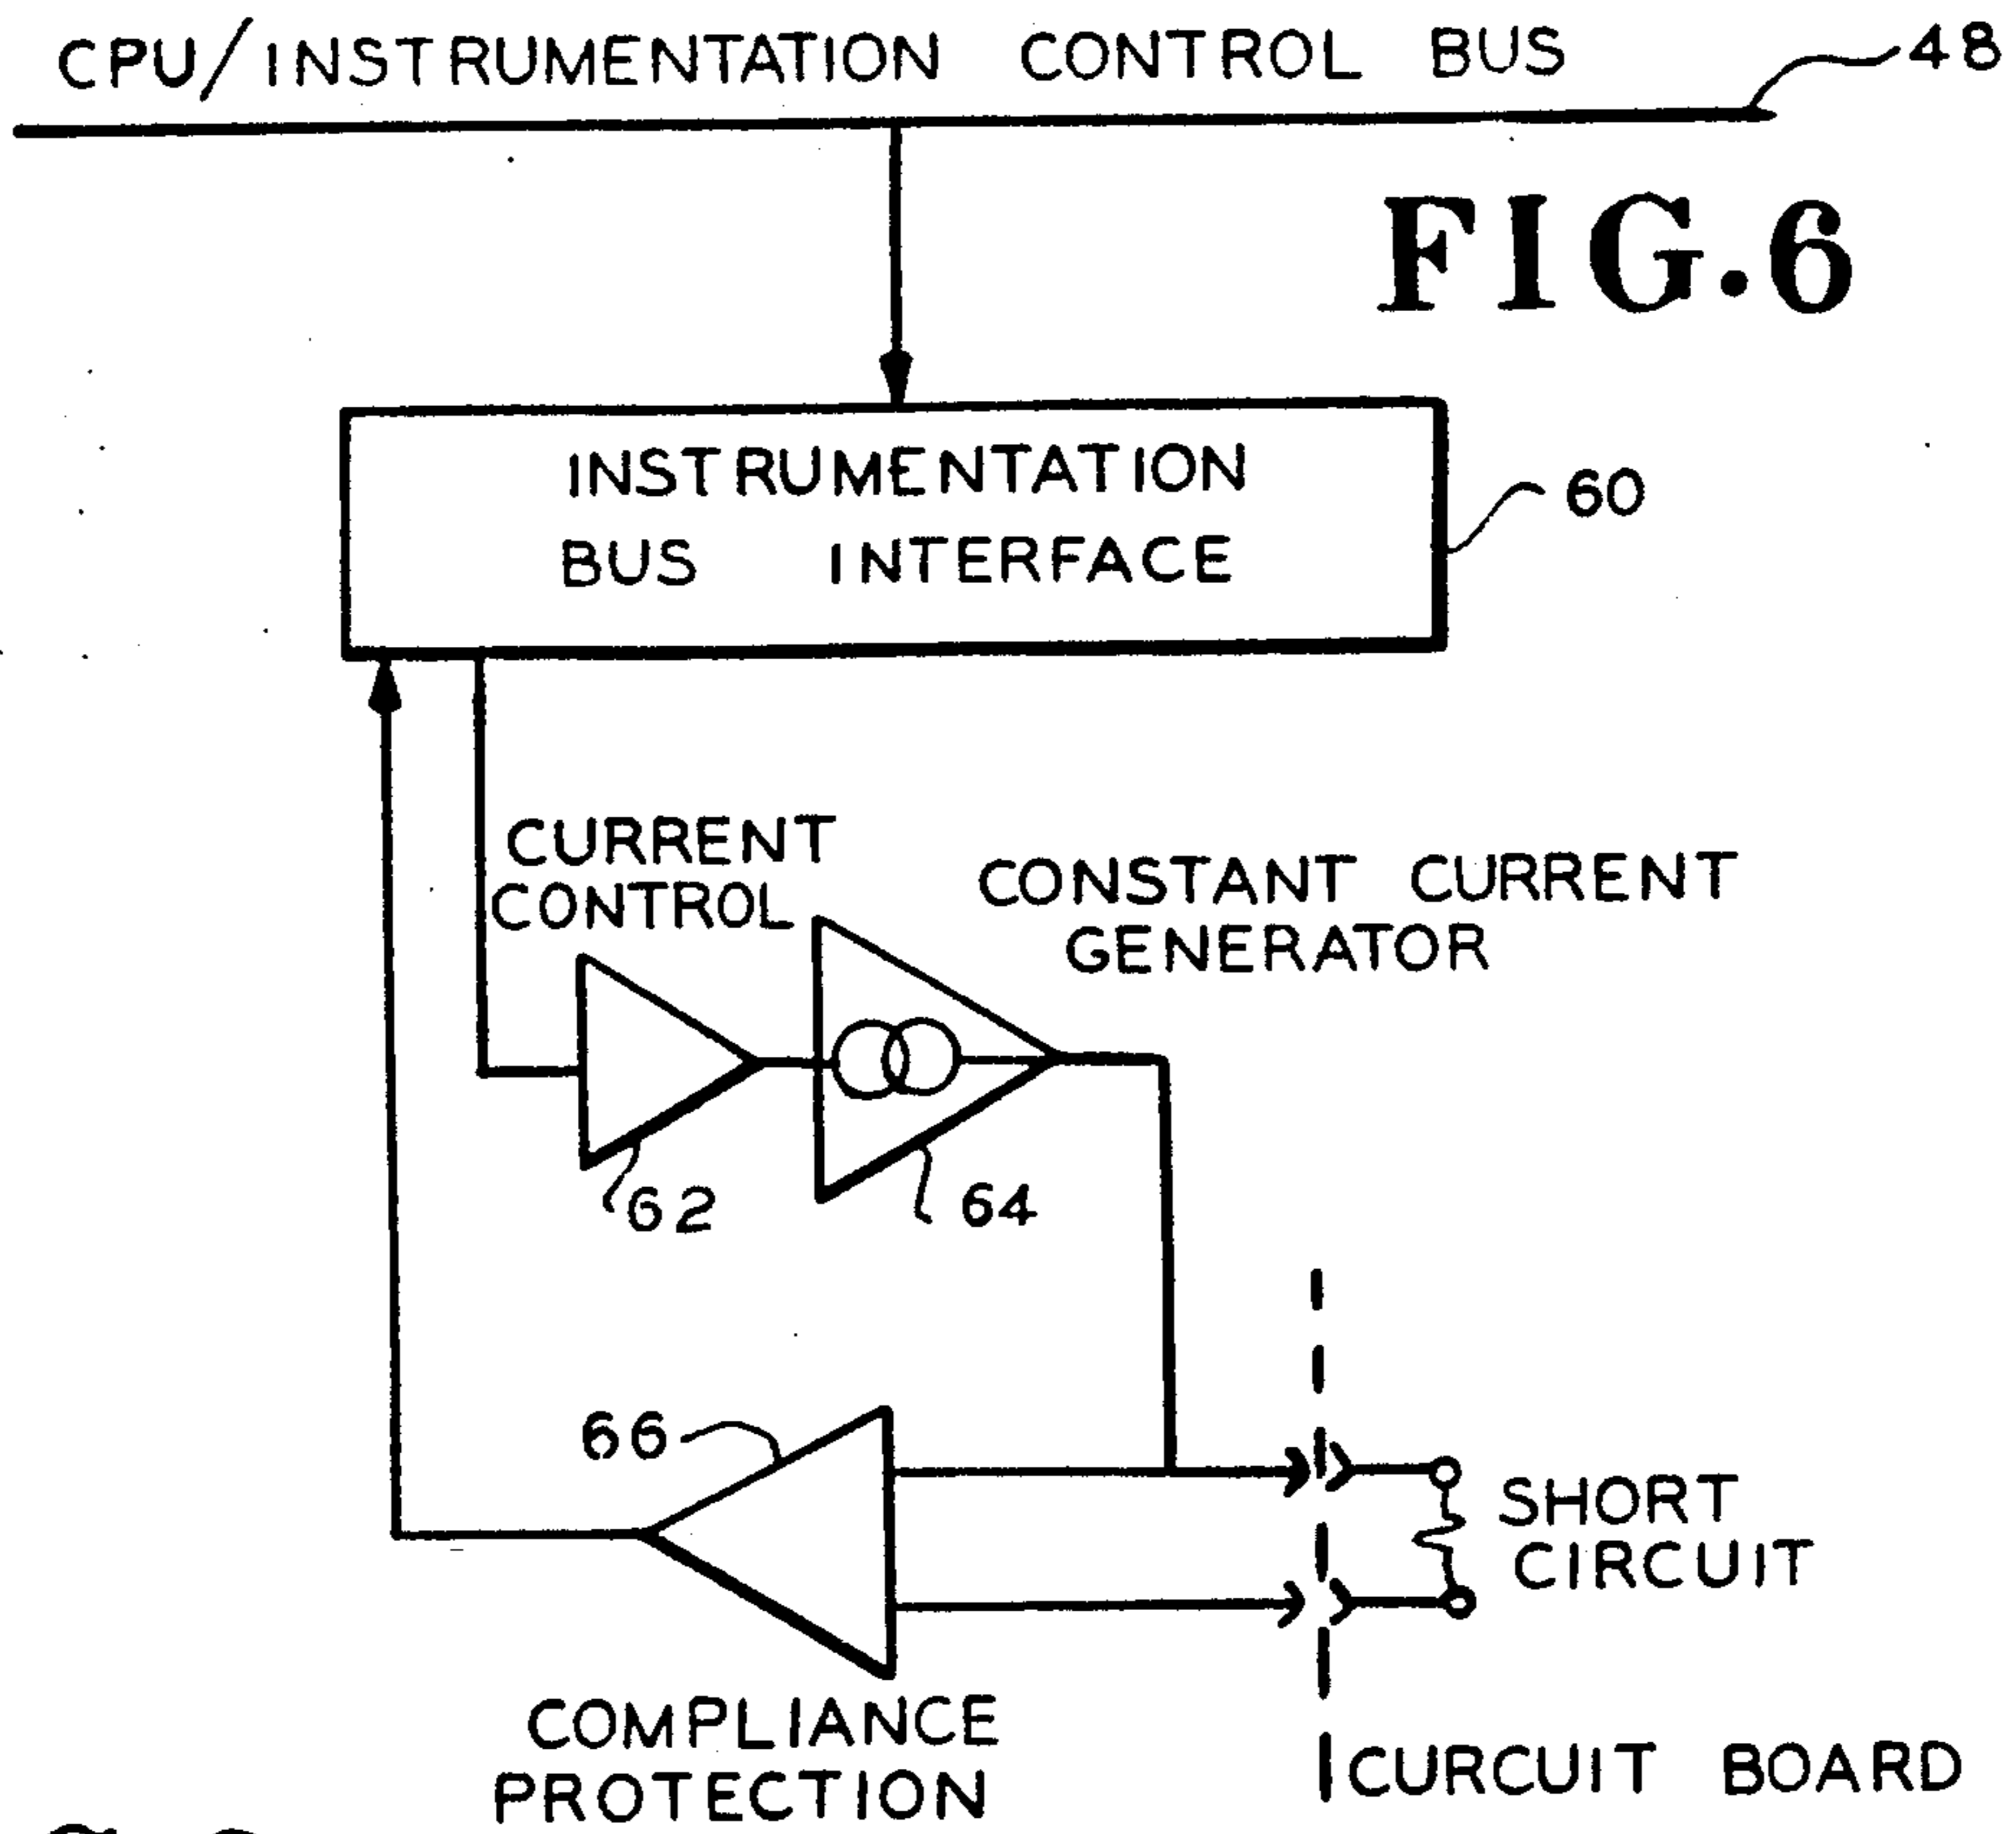 CPU/INSTRUMENTATION CONTROL BUS
48
FIG.6
INSTRUMENTATION
BUS INTERFACE
60
CURRENT
CONTROL
CONSTANT CURRENT
GENERATOR
62
64
66
SHORT
CIRCUIT
COMPLIANCE
PROTECTION
CURCUIT BOARD